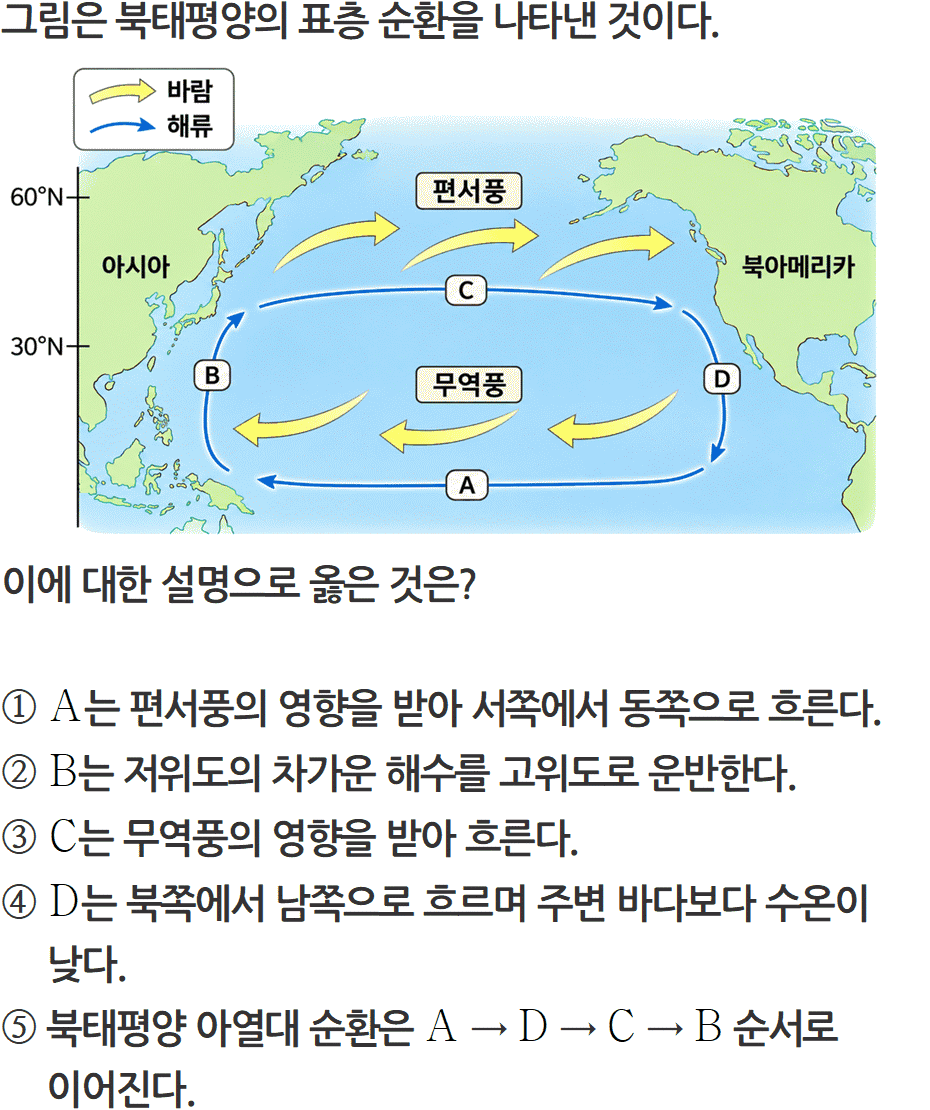 그림은 북태평양의 표층 순환을 나타낸 것이다.
바람
해류
60°N
편서풍
아시아
북아메리카
C
30°N
B
무역풍
D
A
이에 대한 설명으로 옳은 것은?
① A는 편서풍의 영향을 받아 서쪽에서 동쪽으로 흐른다.
② B는 저위도의 차가운 해수를 고위도로 운반한다.
③ C는 무역풍의 영향을 받아 흐른다.
④ D는 북쪽에서 남쪽으로 흐르며 주변 바다보다 수온이
낮다.
⑤ 북태평양 아열대 순환은 A → D → C → B 순서로
이어진다.